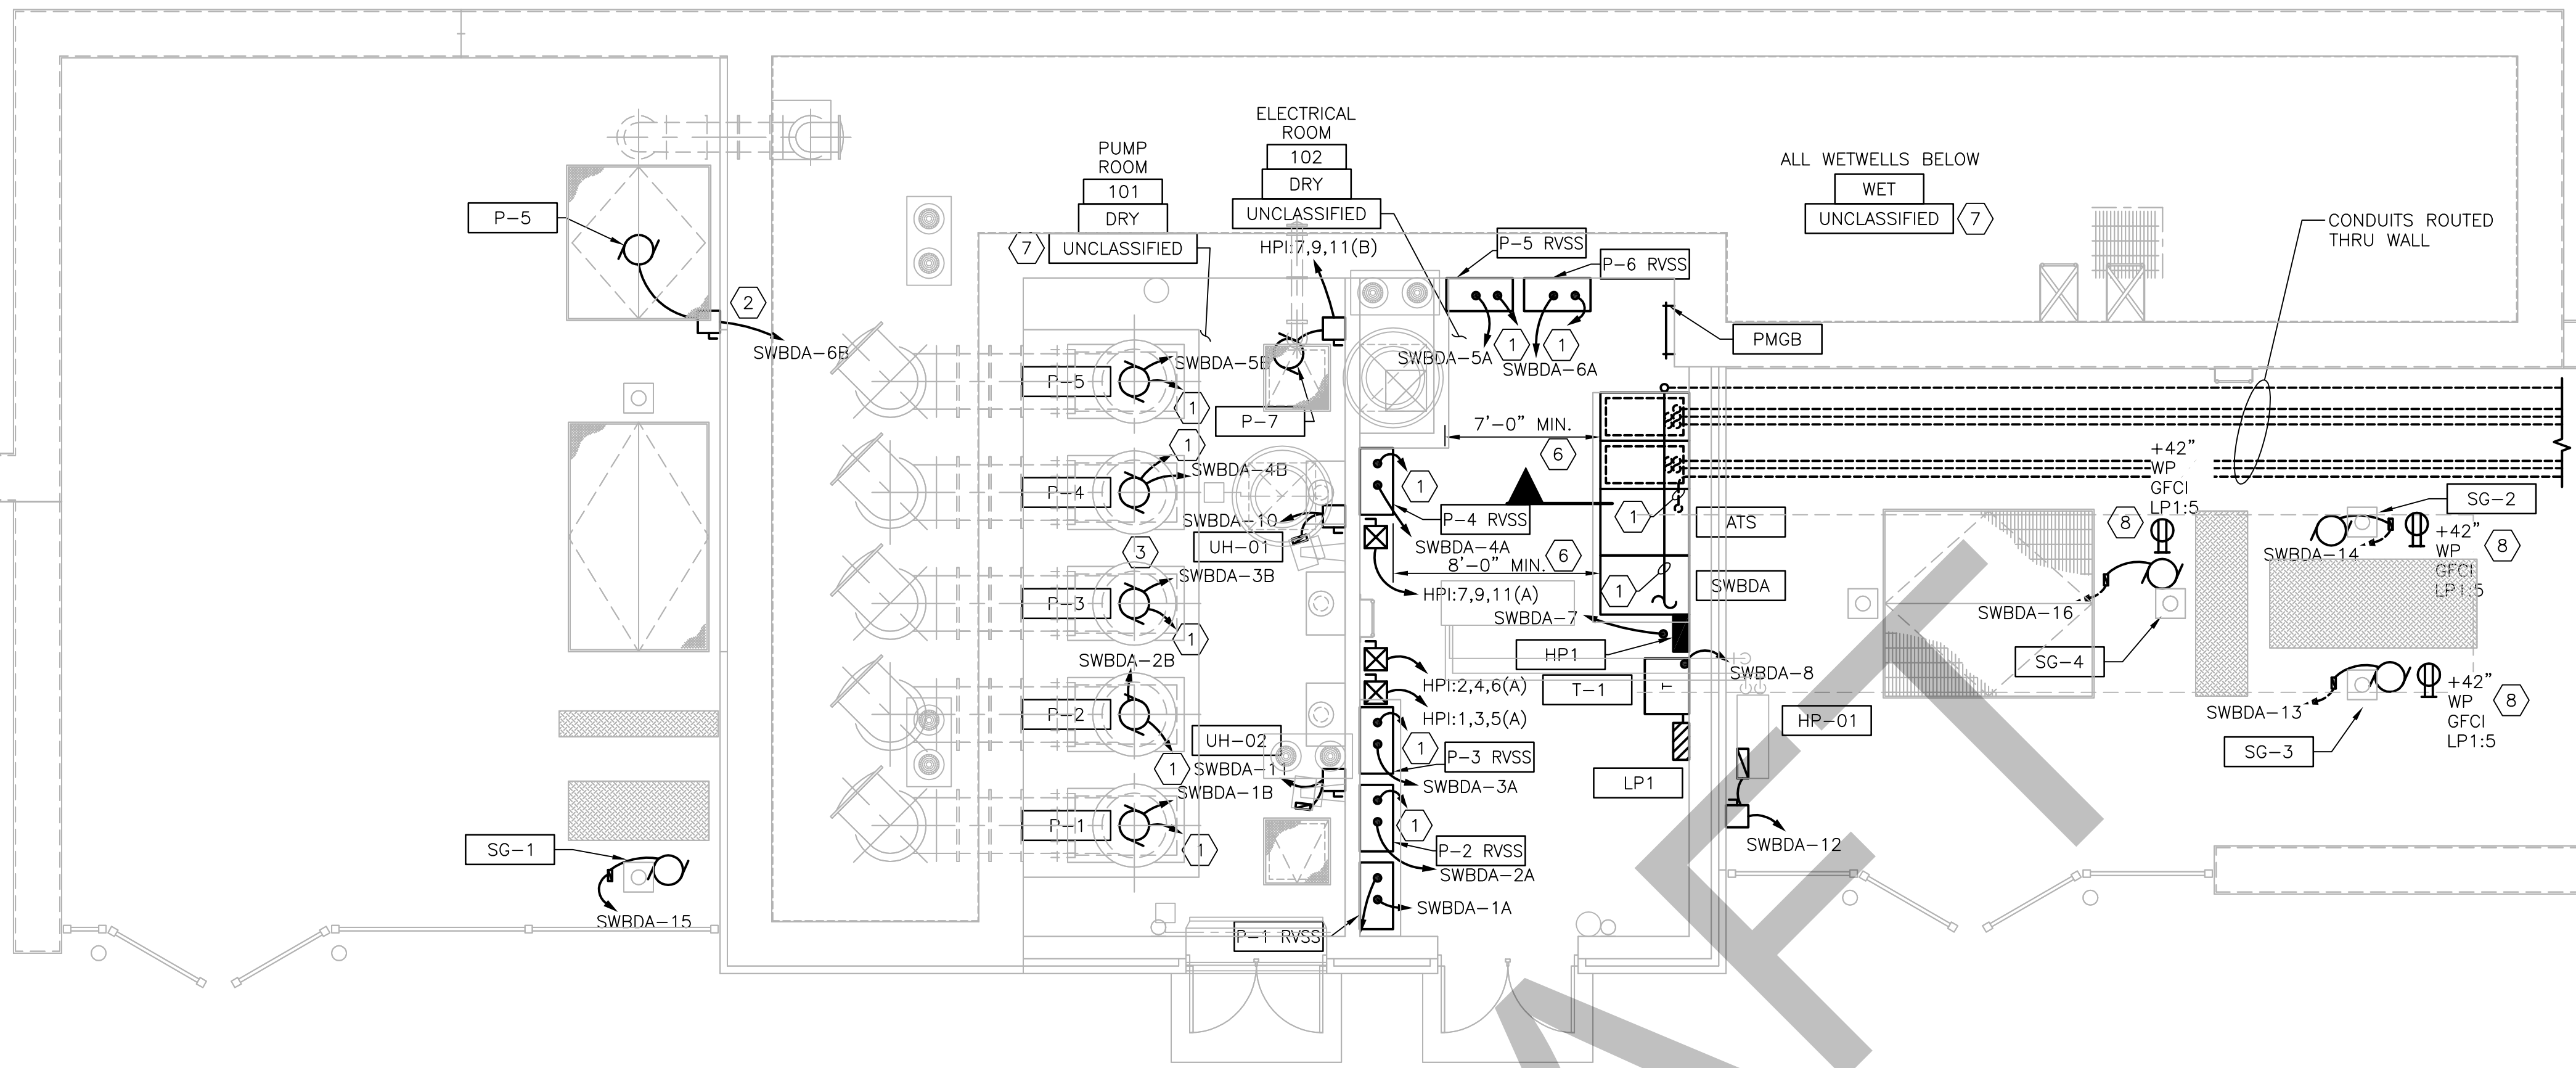 ELECTRICAL
ROOM
102
DRY
UNCLASSIFIED
HPI:7,9,11(B)
PUMP
ROOM
101
DRY
7
UNCLASSIFIED
ALL WETWELLS BELOW
WET
UNCLASSIFIED
7
CONDUITS ROUTED
THRU WALL
P-5
2
SWBDA-6B
P-5 RVSS
P-6 RVSS
PMGB
1
1
SWBDA-5A
SWBDA-6A
P-5
SWBDA-5B
1
P-7
7'-0" MIN.
6
1
SWBDA-4B
P-4
SWBDA-10
UH-01
1
P-4 RVSS
SWBDA-4A
1
ATS
8'-0" MIN.
6
3
SWBDA-3B
P-3
1
HPI:7,9,11(A)
SWBDA-7
1
SWBDA
HP1
SWBDA-8
T-1
T
SWBDA-2B
P-2
1
HPI:2,4,6(A)
HPI:1,3,5(A)
1
P-3 RVSS
SWBDA-3A
UH-02
SWBDA-11
SWBDA-1B
P-1
1
LP1
HP-01
SWBDA-12
1
P-2 RVSS
SWBDA-2A
SWBDA-1A
P-1 RVSS
SG-1
SWBDA-15
+42"
WP
GFCI
LP1:5
8
SWBDA-16
SG-4
SG-2
SWBDA-14
+42"
WP
GFCI
LP1:5
8
SWBDA-13
SG-3
+42"
WP
GFCI
LP1:5
8